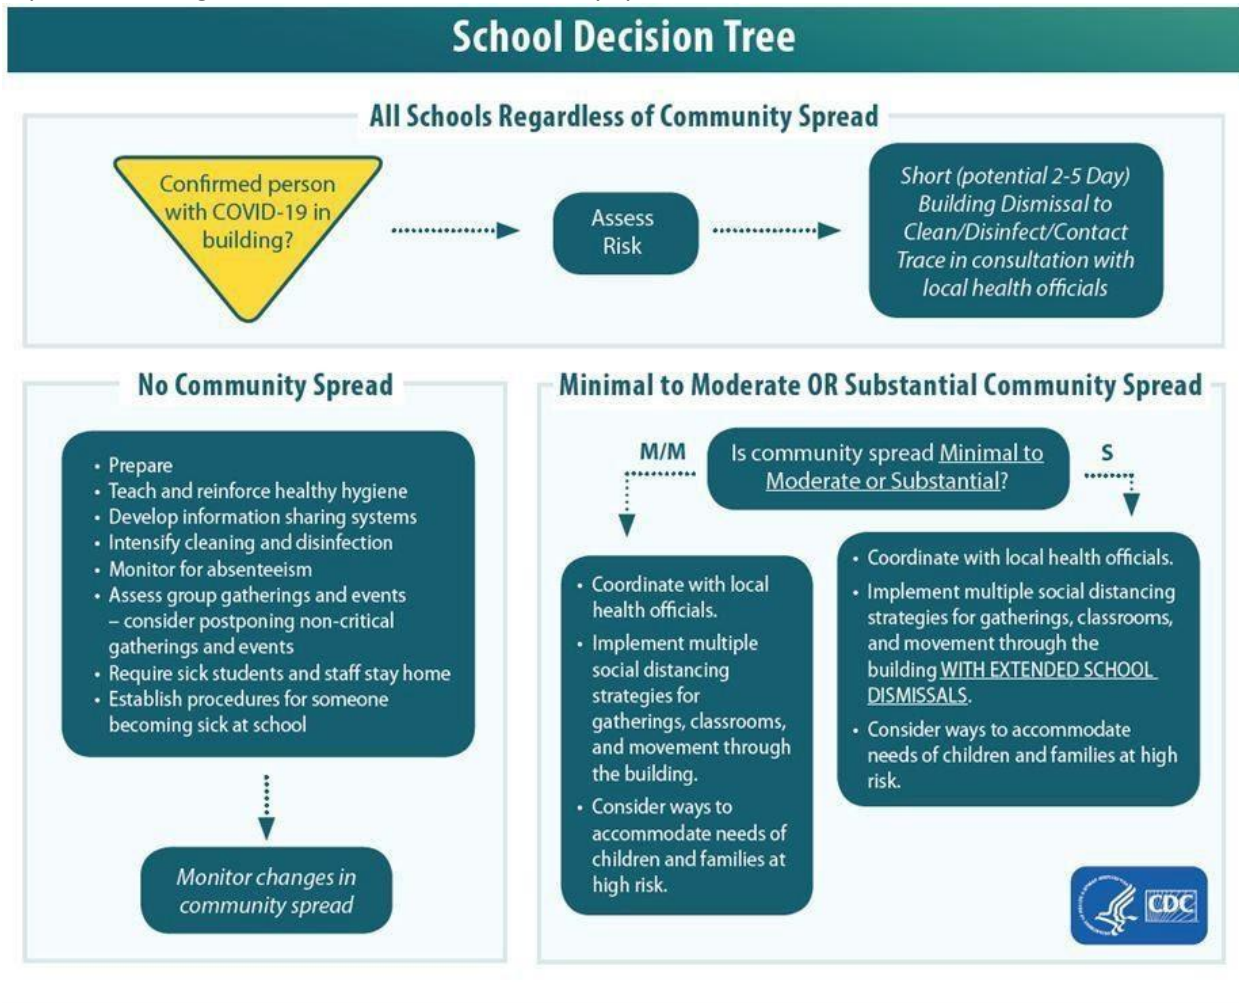 School Decision Tree
All Schools Regardless of Community Spread
Confirmed person
with COVID-19 in
building?
Assess
Risk
Short (potential 2-5 Day)
Building Dismissal to
Clean/Disinfect/Contact
Trace in consultation with
local health officials
No Community Spread
• Prepare
• Teach and reinforce healthy hygiene
• Develop information sharing systems
• Intensify cleaning and disinfection
• Monitor for absenteeism
• Assess group gatherings and events
– consider postponing non-critical
gatherings and events
• Require sick students and staff stay home
• Establish procedures for someone
becoming sick at school
Monitor changes in
community spread
Minimal to Moderate OR Substantial Community Spread
M/M
Is community spread Minimal to
Moderate or Substantial?
S
• Coordinate with local
health officials.
• Implement multiple
social distancing
strategies for
gatherings, classrooms,
and movement through
the building.
• Consider ways to
accommodate needs of
children and families at
high risk.
• Coordinate with local health officials.
• Implement multiple social distancing
strategies for gatherings, classrooms,
and movement through the
building WITH EXTENDED SCHOOL
DISMISSALS.
• Consider ways to accommodate
needs of children and families at high
risk.
CDC